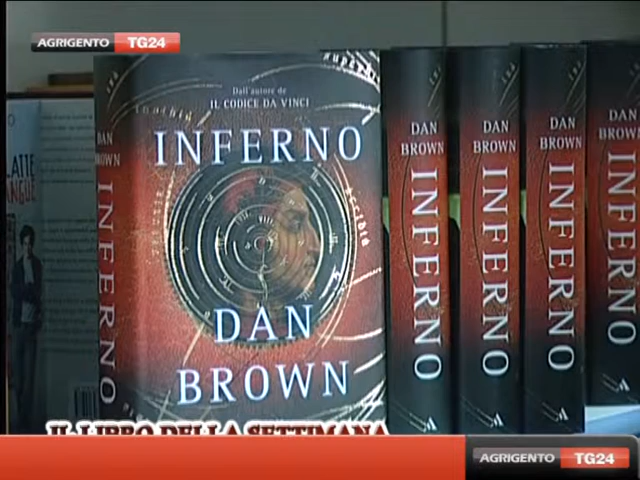 AGRIGENTO TG24
Dall'autore de
IL CODICE DA VINCI
INFERNO
DAN
BROWN
DAN
BROWN
INFERNO
DAN
BROWN
INFERNO
DAN
BROWN
INFERNO
DAN
BROWN
INFERNO
DAN
BROWN
INFERNO
LATTE
IL LIBRO DELLA SETTIMANA
AGRIGENTO TG24